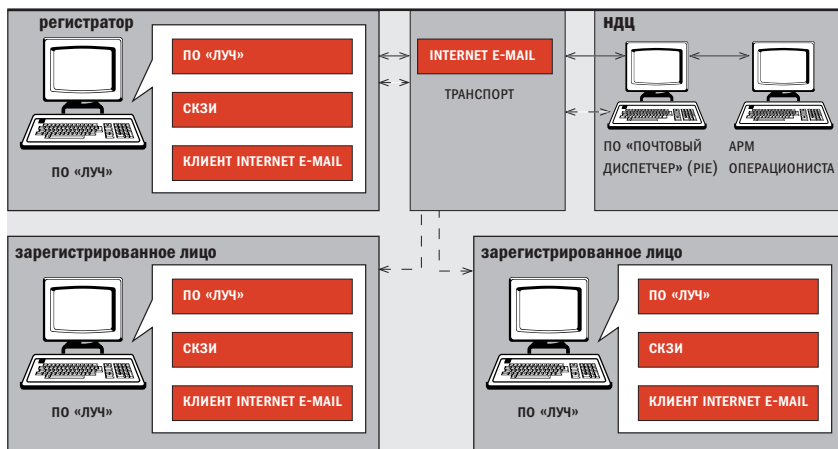 регистратор
ПО «ЛУЧ»
СКЗИ
КЛИЕНТ INTERNET E-MAIL
ПО «ЛУЧ»
INTERNET E-MAIL
ТРАНСПОРТ
НДЦ
ПО «ПОЧТОВЫЙ
ДИСПЕТЧЕР» (PIE)
АРМ
ОПЕРАЦИОНИСТА
зарегистрированное лицо
ПО «ЛУЧ»
СКЗИ
КЛИЕНТ INTERNET E-MAIL
ПО «ЛУЧ»
зарегистрированное лицо
ПО «ЛУЧ»
СКЗИ
КЛИЕНТ INTERNET E-MAIL
ПО «ЛУЧ»